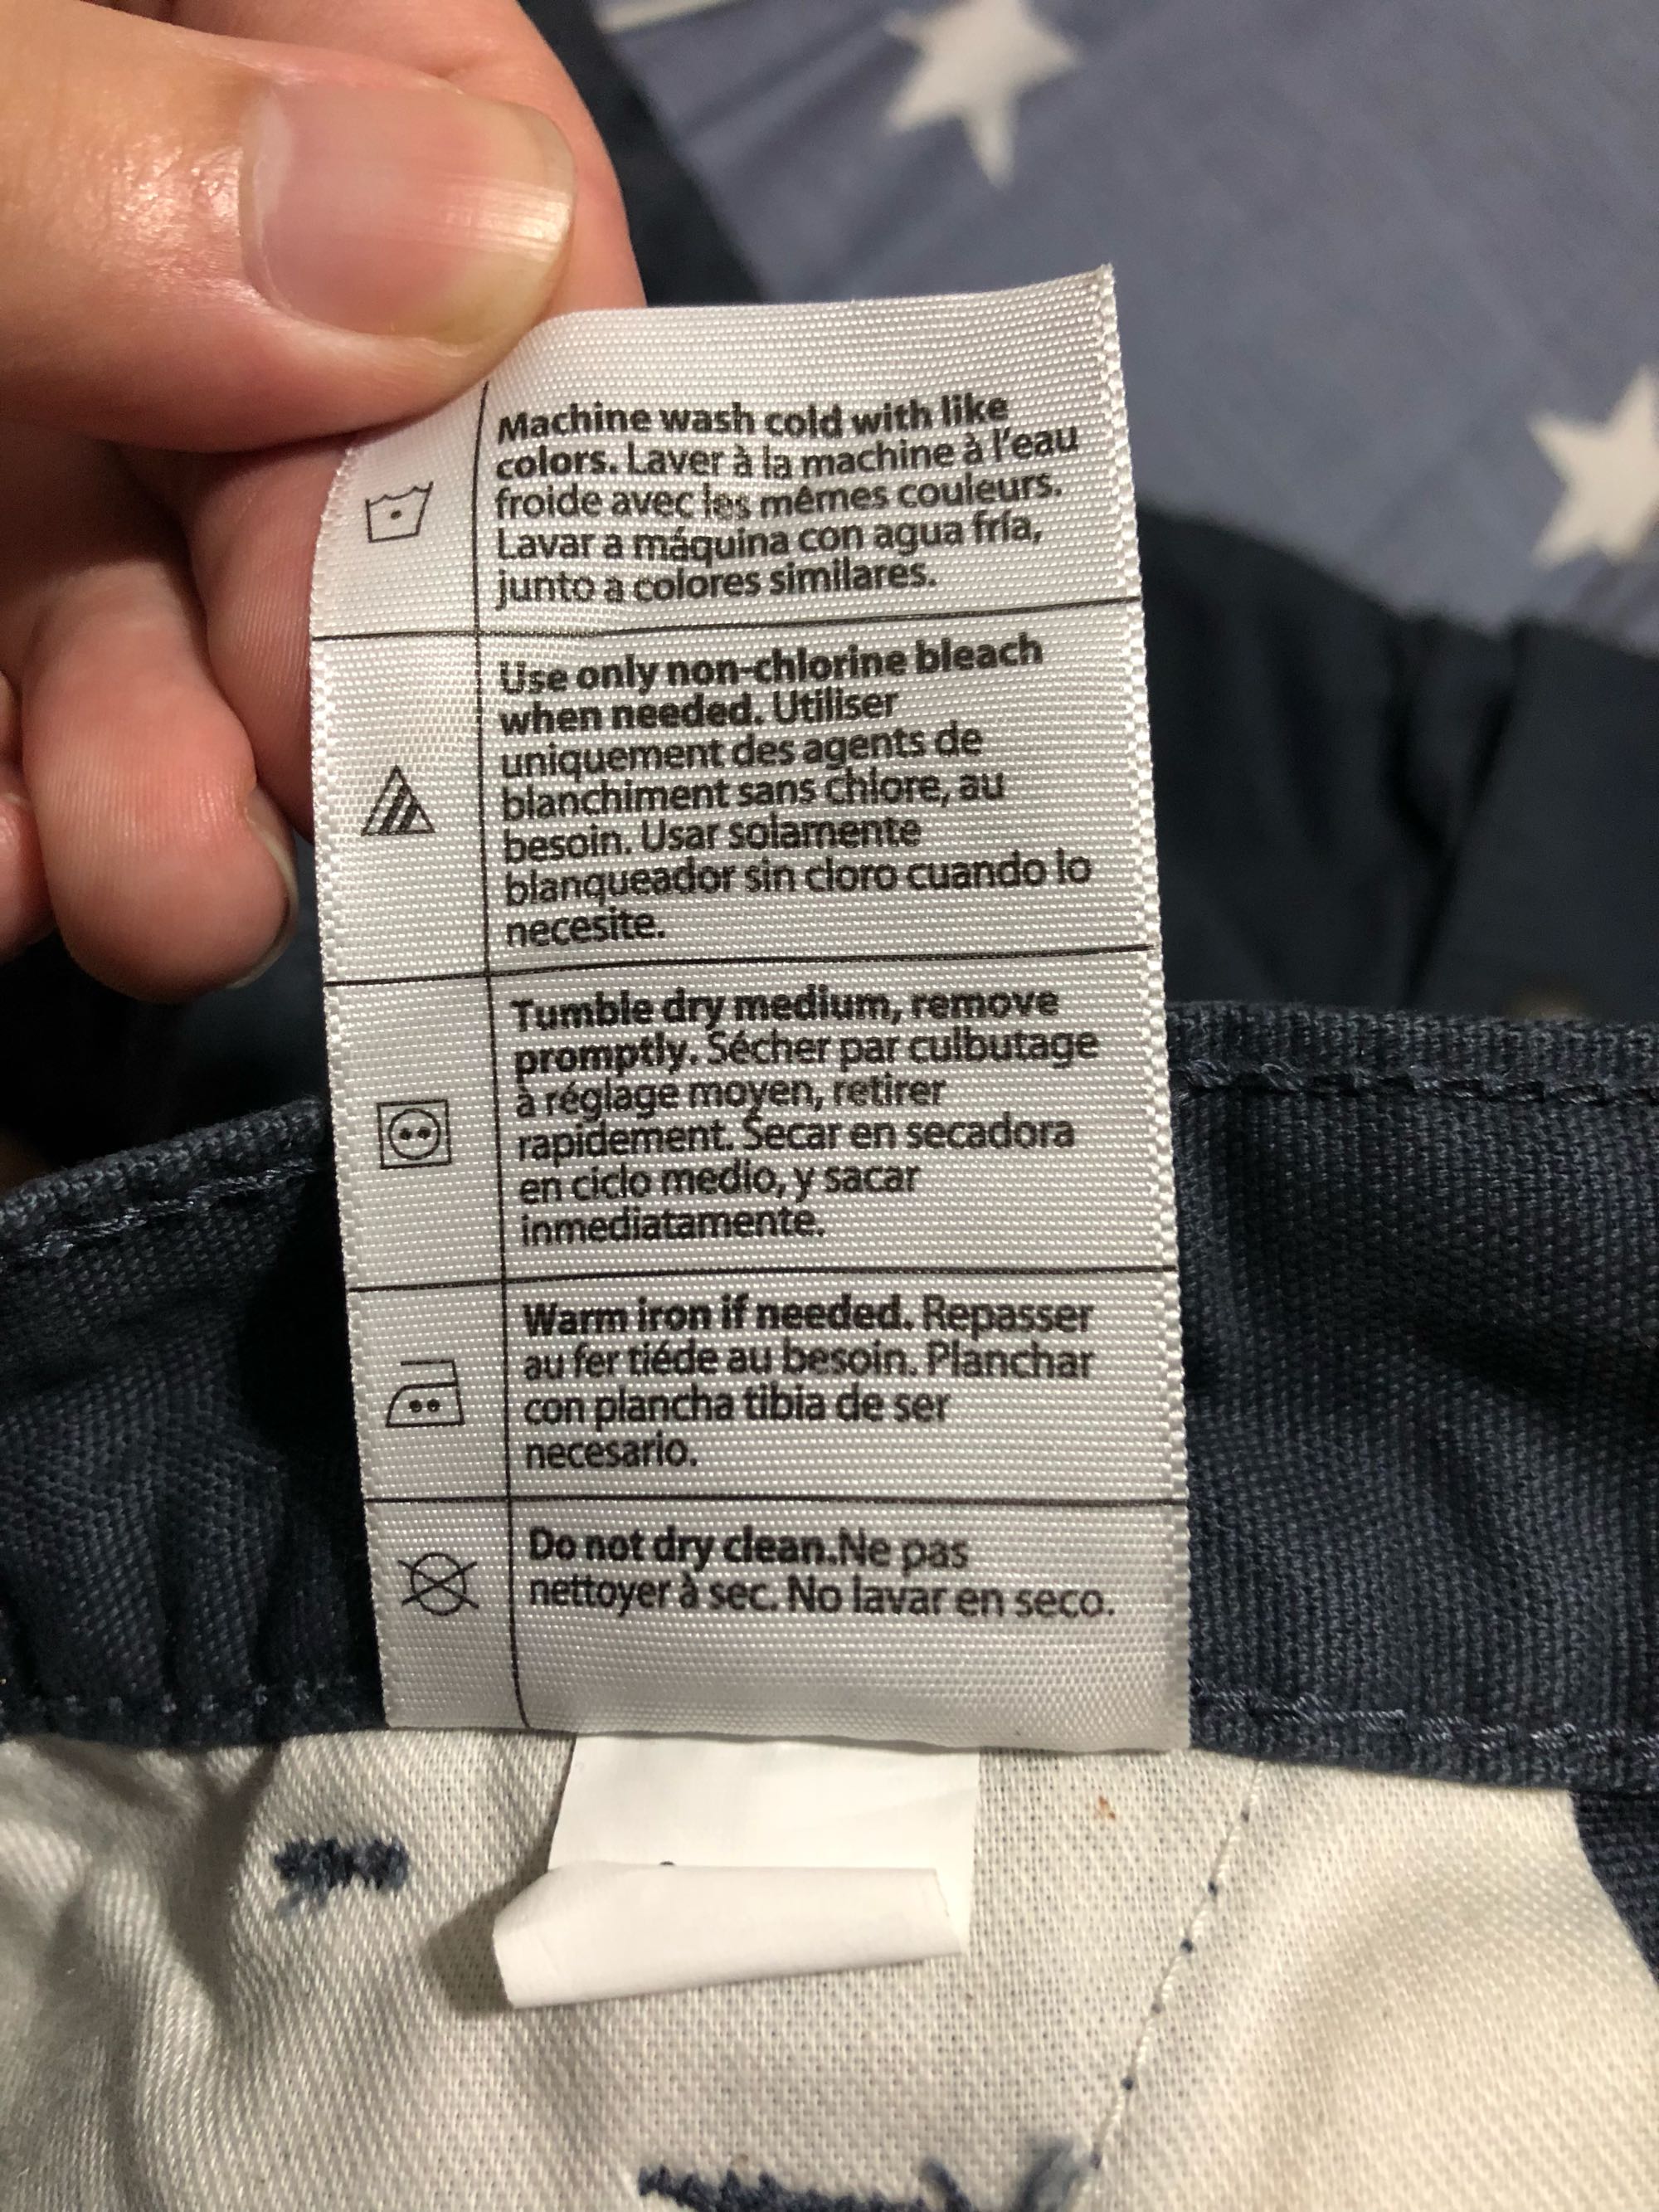 Machine wash cold with like
colors. Laver à la machine à l'eau
froide avec les mêmes couleurs.
Lavar a máquina con agua fría,
junto a colores similares.
Use only non-chlorine bleach
when needed. Utiliser
uniquement des agents de
blanchiment sans chlore, au
besoin. Usar solamente
blanqueador sin cloro cuando lo
necesite.
Tumble dry medium, remove
promptly. Sécher par culbutage
à réglage moyen, retirer
rapidement. Secar en secadora
en ciclo medio, y sacar
inmediatamente.
Warm iron if needed. Repasser
au fer tiéde au besoin. Planchar
con plancha tibia de ser
necesario.
Do not dry clean.Ne pas
nettoyer à sec. No lavar en seco.